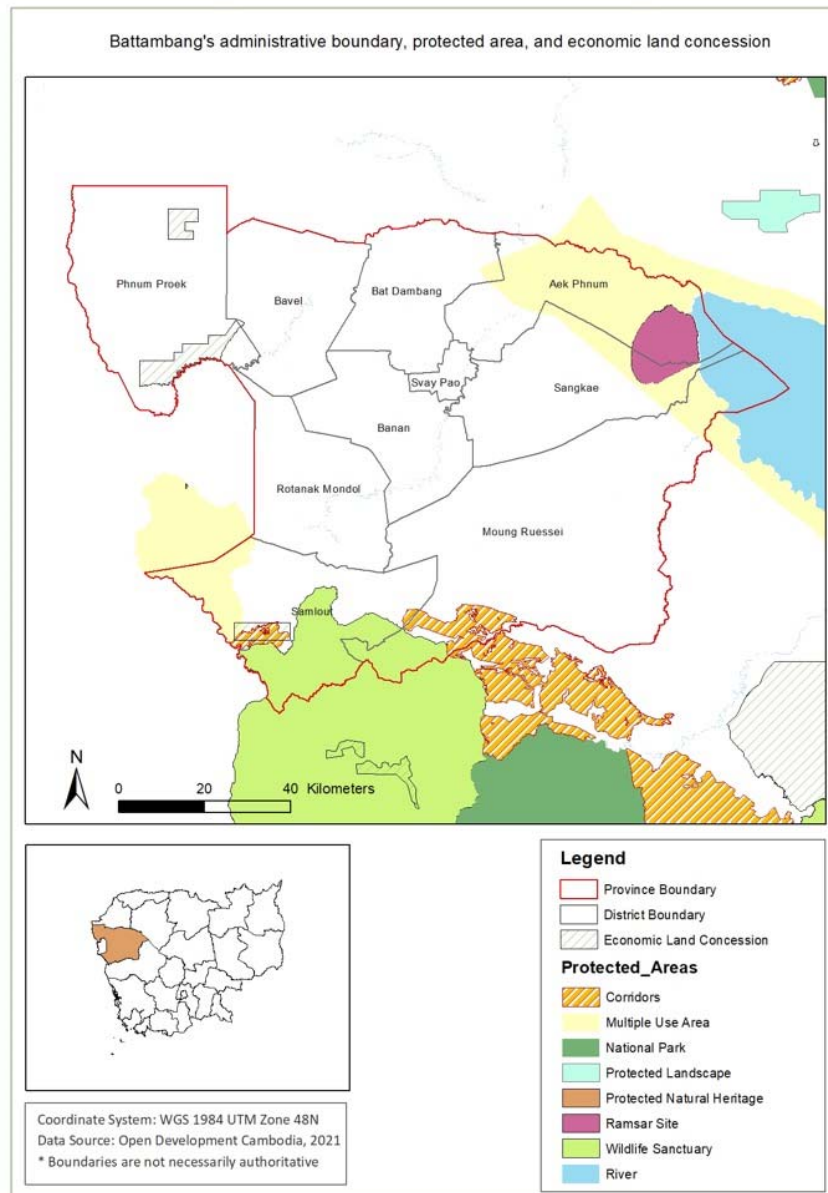 Battambang's administrative boundary, protected area, and economic land concession
Phnum Proek
Bavel
Bat Dambang
Aek Phnum
Svay Pao
Sangkae
Banan
Rotanak Mondol
Moung Ruessei
Samlout
N
0 20 40 Kilometers
Legend
Province Boundary
District Boundary
Economic Land Concession
Protected_Areas
Corridors
Multiple Use Area
National Park
Protected Landscape
Protected Natural Heritage
Ramsar Site
Wildlife Sanctuary
River
Coordinate System: WGS 1984 UTM Zone 48N
Data Source: Open Development Cambodia, 2021
* Boundaries are not necessarily authoritative